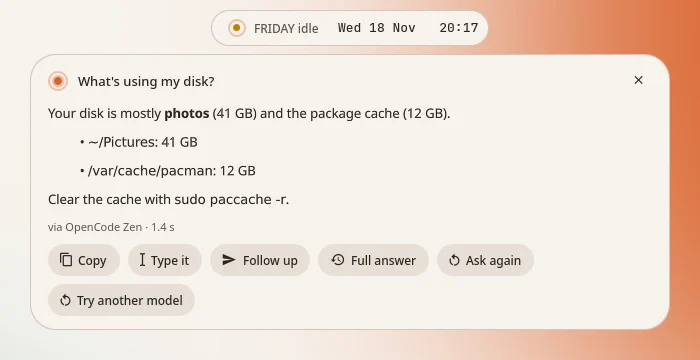 FRIDAY idle Wed 18 Nov 20:17
What's using my disk?
Your disk is mostly photos (41 GB) and the package cache (12 GB).
• ~/Pictures: 41 GB
• /var/cache/pacman: 12 GB
Clear the cache with sudo paccache -r.
via OpenCode Zen · 1.4 s
Copy Type it Follow up Full answer Ask again
Try another model